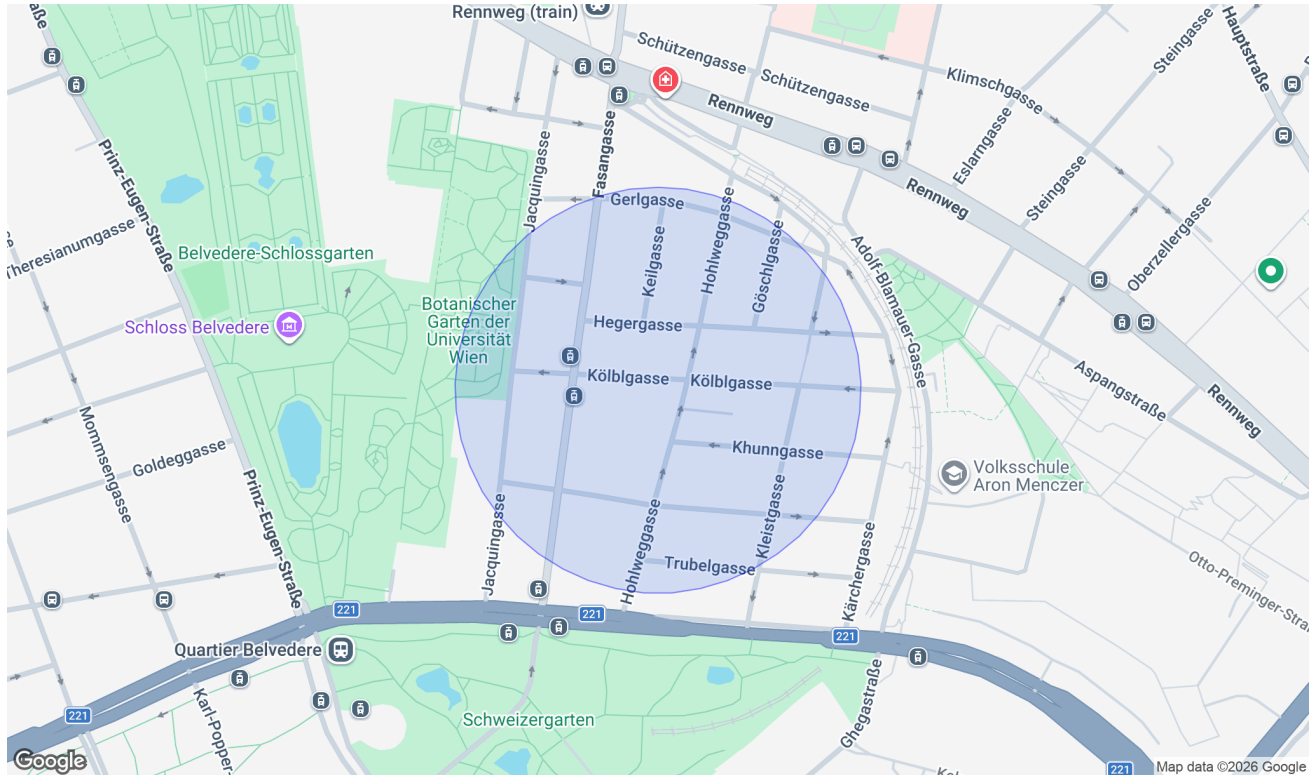 Rennweg (train)
Schützengasse
Schützengasse
Klimschgasse
Steingasse
Hauptstraße
Rennweg
Eslarngasse
Steingasse
Rennweg
Oberzellergasse
Prinz-Eugen-Straße
Jacquingasse
Fasangasse
Gerlgasse
Keilgasse
Hohlweggasse
Göschlgasse
Adolf-Blamauer-Gasse
Theresianumgasse
Belvedere-Schlossgarten
Botanischer
Garten der
Universität
Wien
Schloss Belvedere
Hegergasse
Kölblgasse
Kölblgasse
Aspangstraße
Rennweg
Mommsengasse
Goldeggasse
Khunngasse
Volksschule
Aron Menczer
Prinz-Eugen-Straße
Jacquingasse
Hohlweggasse
Kleistgasse
Kärchergasse
Trubelgasse
Otto-Preminger-Straß
221
221
221
Quartier Belvedere
Karl-Popper-
Schweizergarten
Ghegastraße
221
221
Google
Map data ©2026 Google